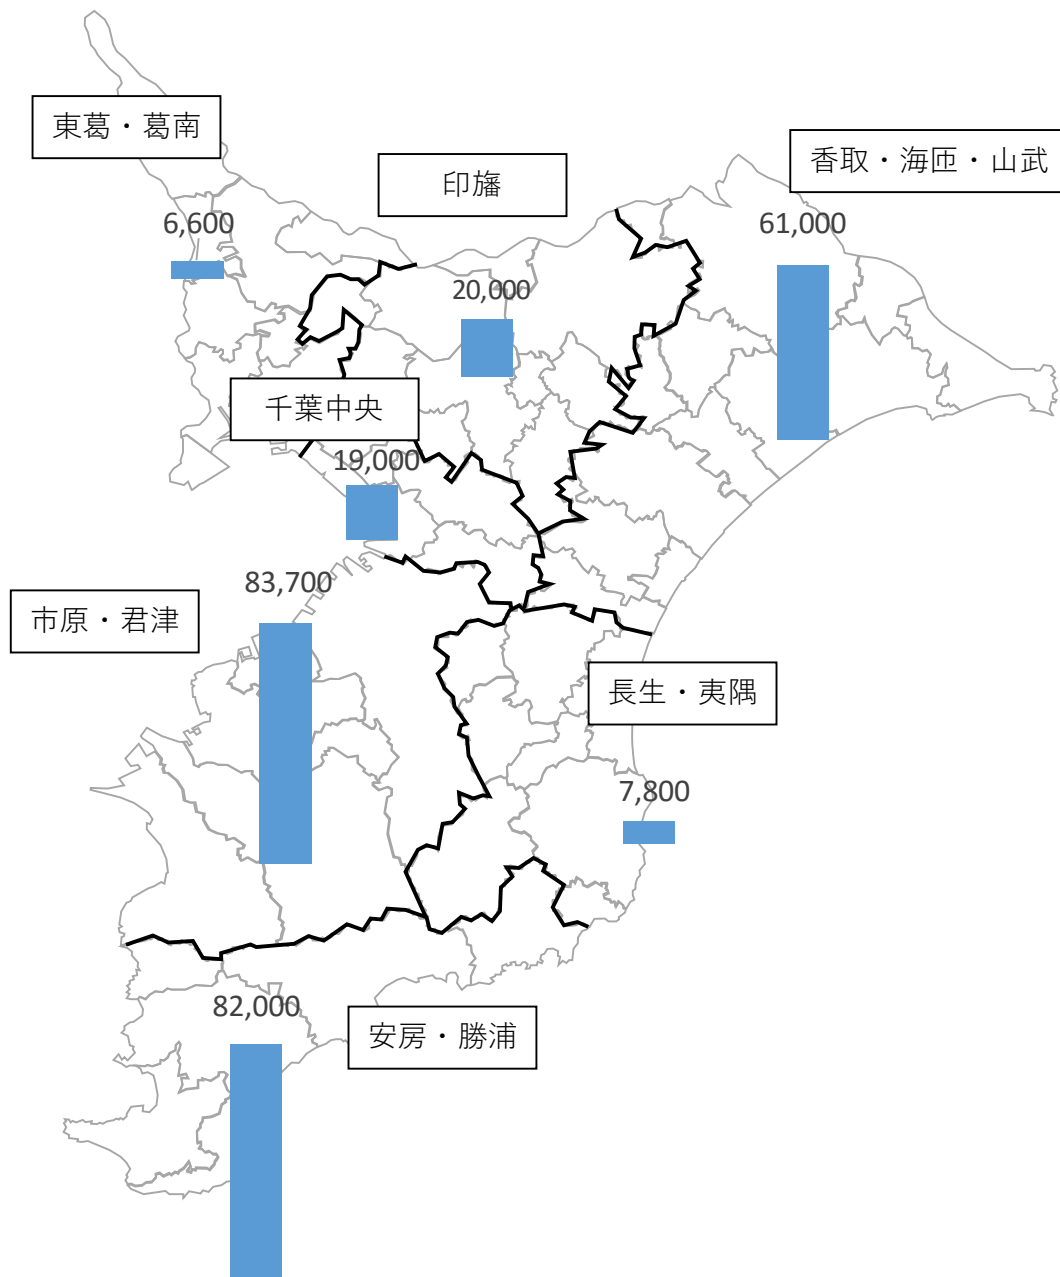 東葛・葛南
印旛
香取・海匝・山武
6,600
61,000
20,000
千葉中央
19,000
83,700
市原・君津
長生・夷隅
7,800
82,000
安房・勝浦